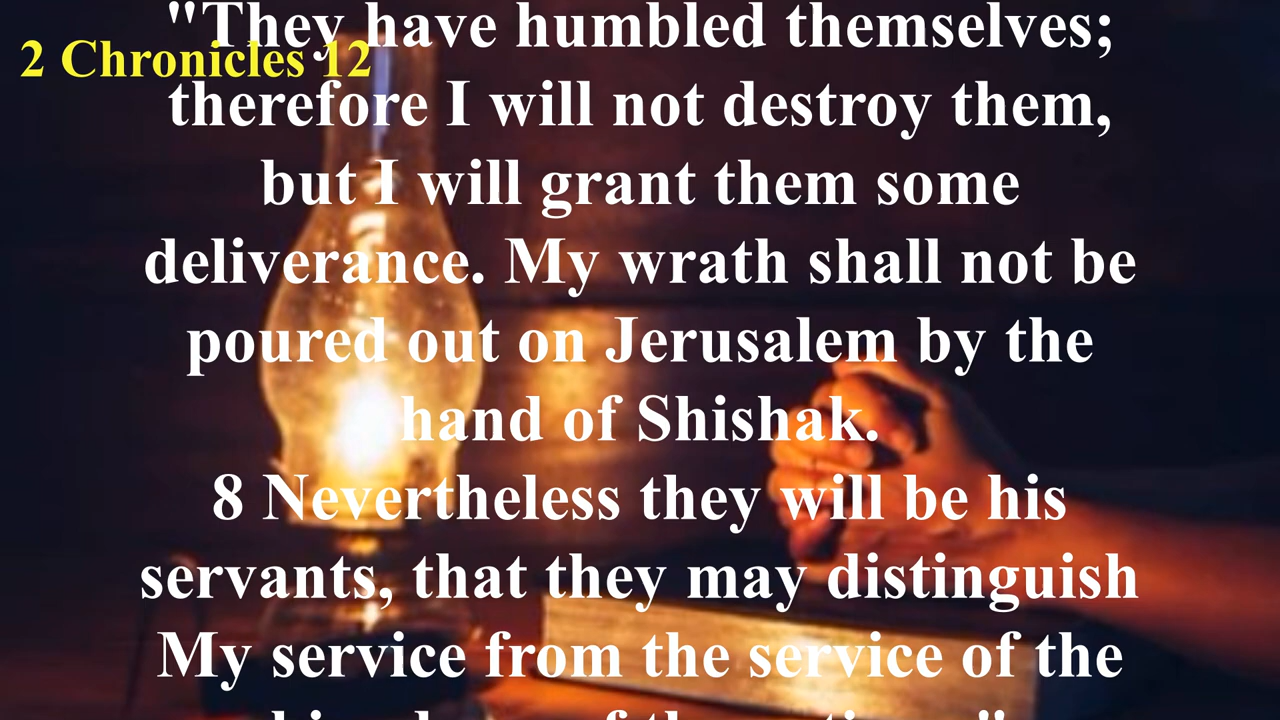 2 Chronicles 12
"They have humbled themselves;
therefore I will not destroy them,
but I will grant them some
deliverance. My wrath shall not be
poured out on Jerusalem by the
hand of Shishak.
8 Nevertheless they will be his
servants, that they may distinguish
My service from the service of the